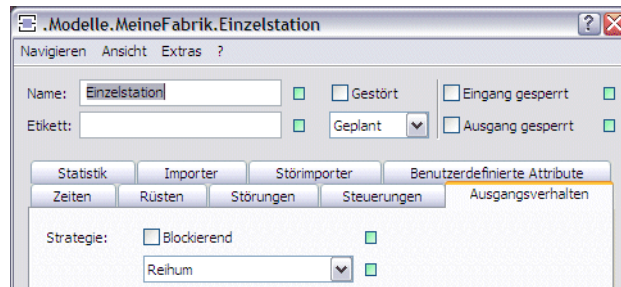 .Modelle.MeineFabrik.Einzelstation
Navigieren Ansicht Extras ?
Name: Einzelstation Gestört Eingang gesperrt
Etikett: Geplant Ausgang gesperrt
Statistik Importer Störimporter Benutzerdefinierte Attribute
Zeiten Rüsten Störungen Steuerungen Ausgangsverhalten
Strategie: Blockierend
Reihum